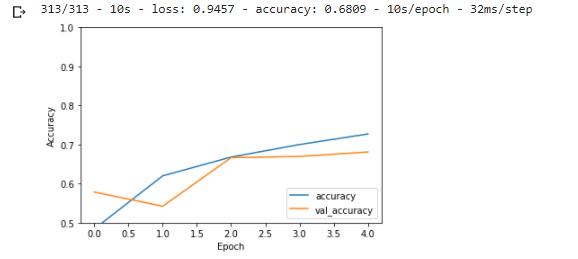 313/313 - 10s - loss: 0.9457 - accuracy: 0.6809 - 10s/epoch - 32ms/step
1.0
0.9
0.8
Accuracy
0.7
0.6
0.5
accuracy
val_accuracy
0.0 0.5 1.0 1.5 2.0 2.5 3.0 3.5 4.0
Epoch